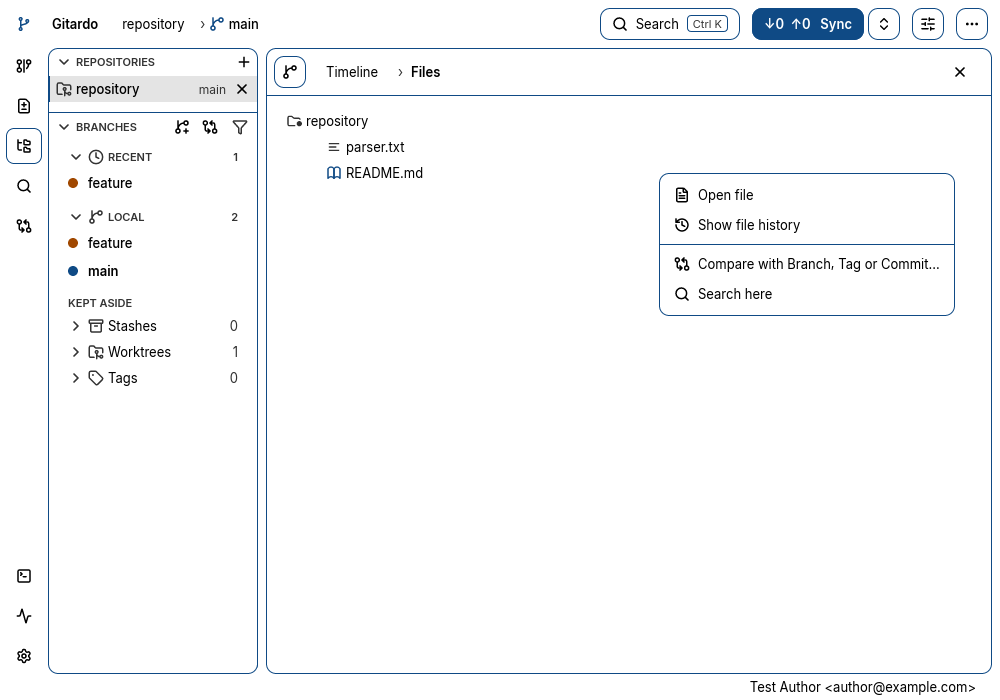 Gitardo repository › main Search Ctrl K ↓0 ↑0 Sync
REPOSITORIES
repository main
BRANCHES
RECENT 1
feature
LOCAL 2
feature
main
KEPT ASIDE
Stashes 0
Worktrees 1
Tags 0
Timeline › Files
repository
parser.txt
README.md
Open file
Show file history
Compare with Branch, Tag or Commit...
Search here
Test Author <author@example.com>